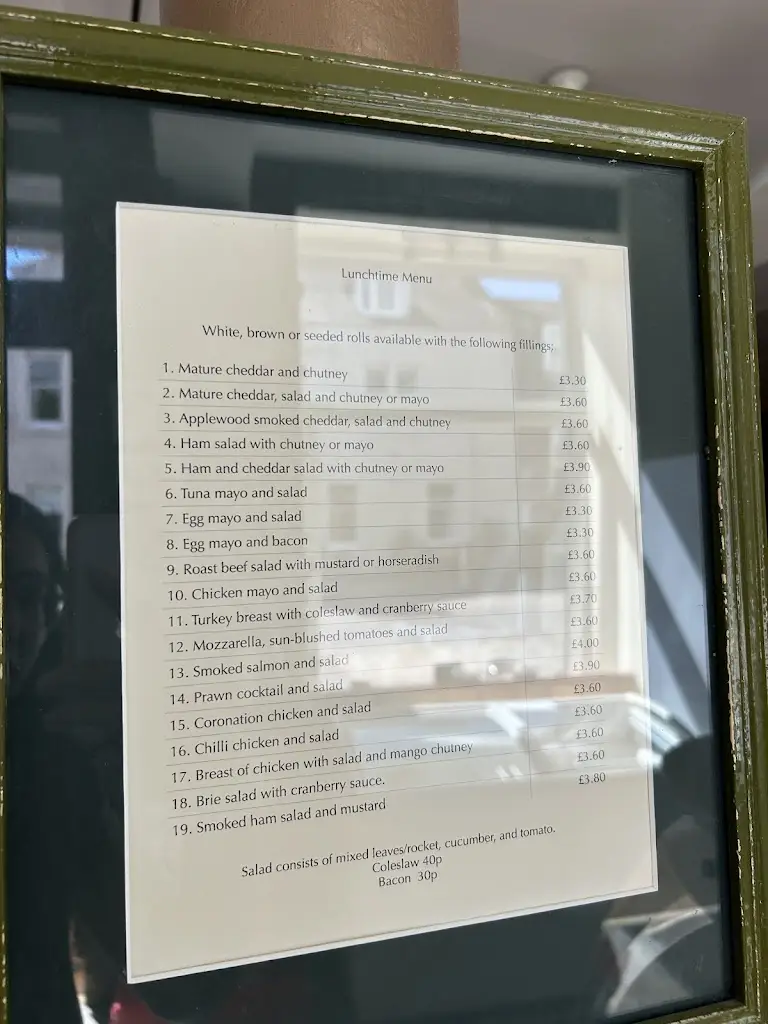 Lunchtime Menu
White, brown or seeded rolls available with the following fillings;
1. Mature cheddar and chutney £3.30
2. Mature cheddar, salad and chutney or mayo £3.60
3. Applewood smoked cheddar, salad and chutney £3.60
4. Ham salad with chutney or mayo £3.60
5. Ham and cheddar salad with chutney or mayo £3.90
6. Tuna mayo and salad £3.60
7. Egg mayo and salad £3.30
8. Egg mayo and bacon £3.30
9. Roast beef salad with mustard or horseradish £3.60
10. Chicken mayo and salad £3.60
11. Turkey breast with coleslaw and cranberry sauce £3.70
12. Mozzarella, sun-blushed tomatoes and salad £3.60
13. Smoked salmon and salad £4.00
14. Prawn cocktail and salad £3.90
15. Coronation chicken and salad £3.60
16. Chilli chicken and salad £3.60
17. Breast of chicken with salad and mango chutney £3.60
18. Brie salad with cranberry sauce. £3.60
19. Smoked ham salad and mustard £3.80
Salad consists of mixed leaves/rocket, cucumber, and tomato.
Coleslaw 40p
Bacon 30p